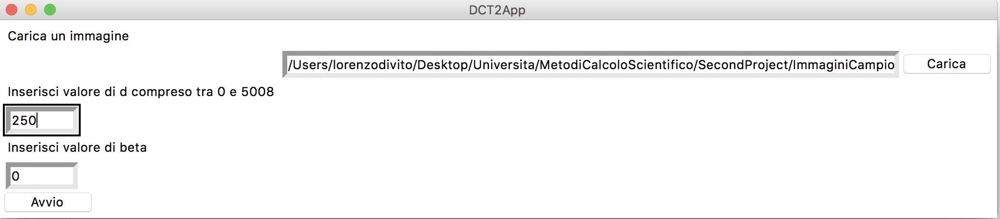 DCT2App
Carica un immagine
/Users/lorenzodivito/Desktop/Universita/MetodiCalcoloScientifico/SecondProject/ImmaginiCampio Carica
Inserisci valore di d compreso tra 0 e 5008
250
Inserisci valore di beta
0
Avvio